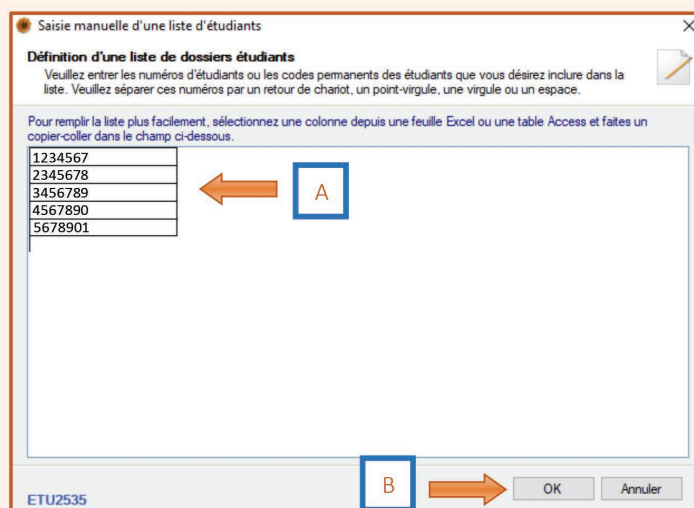 Saisie manuelle d'une liste d'étudiants
Définition d'une liste de dossiers étudiants
Veuillez entrer les numéros d'étudiants ou les codes permanents des étudiants que vous désirez inclure dans la
liste. Veuillez séparer ces numéros par un retour de chariot, un point-virgule, une virgule ou un espace.
Pour remplir la liste plus facilement, sélectionnez une colonne depuis une feuille Excel ou une table Access et faites un
copier-coller dans le champ ci-dessous.
1234567
2345678
3456789
A
4567890
5678901
B
OK
Annuler
ETU2535